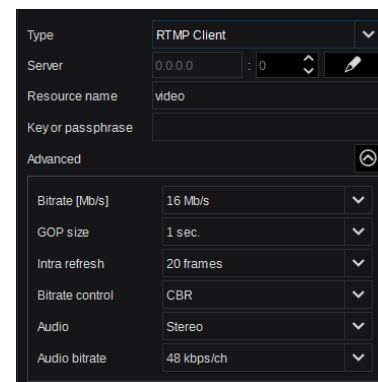 Type RTMP Client
Server 0.0.0.0 : 0
Resource name video
Key or passphrase
Advanced
Bitrate [Mb/s] 16 Mb/s
GOP size 1 sec.
Intra refresh 20 frames
Bitrate control CBR
Audio Stereo
Audio bitrate 48 kbps/ch